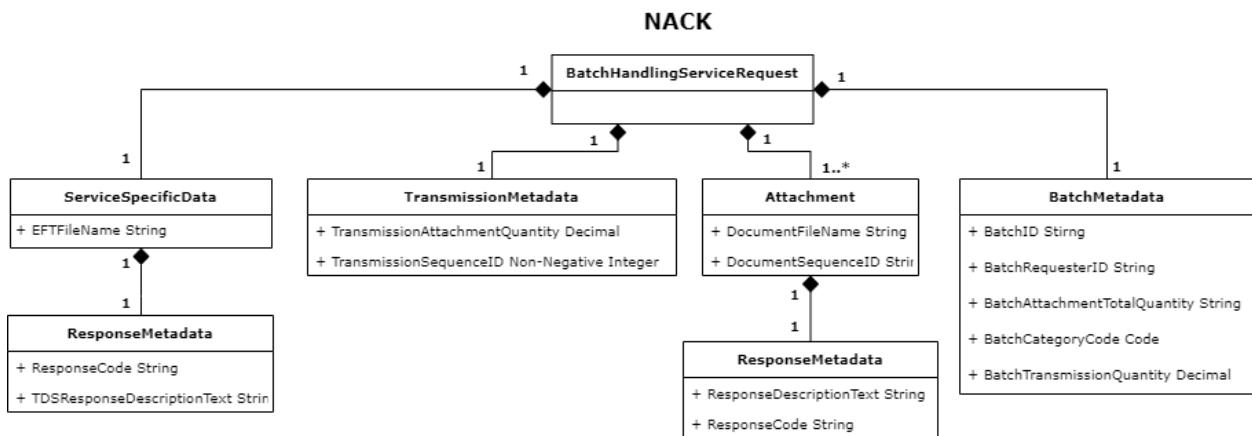 NACK
BatchHandlingServiceRequest
1
1
1
1
1
1
1..*
1
ServiceSpecificData
+ EFTFileName String
TransmissionMetadata
+ TransmissionAttachmentQuantity Decimal
+ TransmissionSequenceID Non-Negative Integer
Attachment
+ DocumentFileName String
+ DocumentSequenceID Strin
BatchMetadata
+ BatchID Stirng
+ BatchRequesterID String
+ BatchAttachmentTotalQuantity String
+ BatchCategoryCode Code
+ BatchTransmissionQuantity Decimal
1
1
ResponseMetadata
+ ResponseCode String
+ TDSResponseDescriptionText Strin
1
1
ResponseMetadata
+ ResponseDescriptionText String
+ ResponseCode String